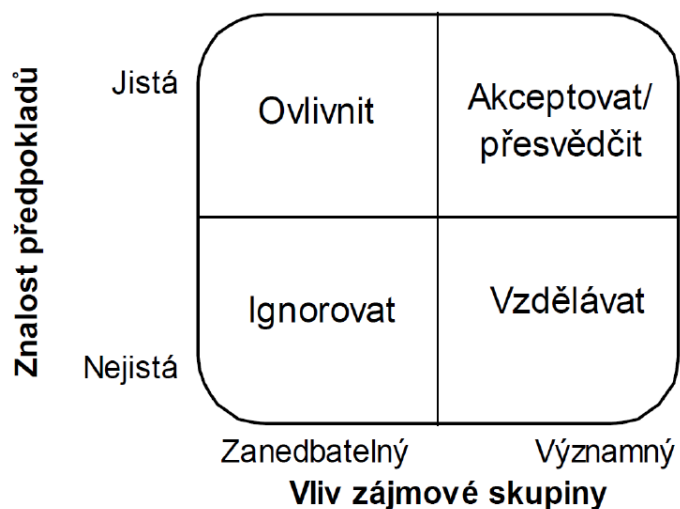 Znalost předpokladů
Jistá
Ovlivnit
Akceptovat/
přesvědčit
Nejistá
Ignorovat
Vzdělávat
Zanedbatelný
Významný
Vliv zájmové skupiny